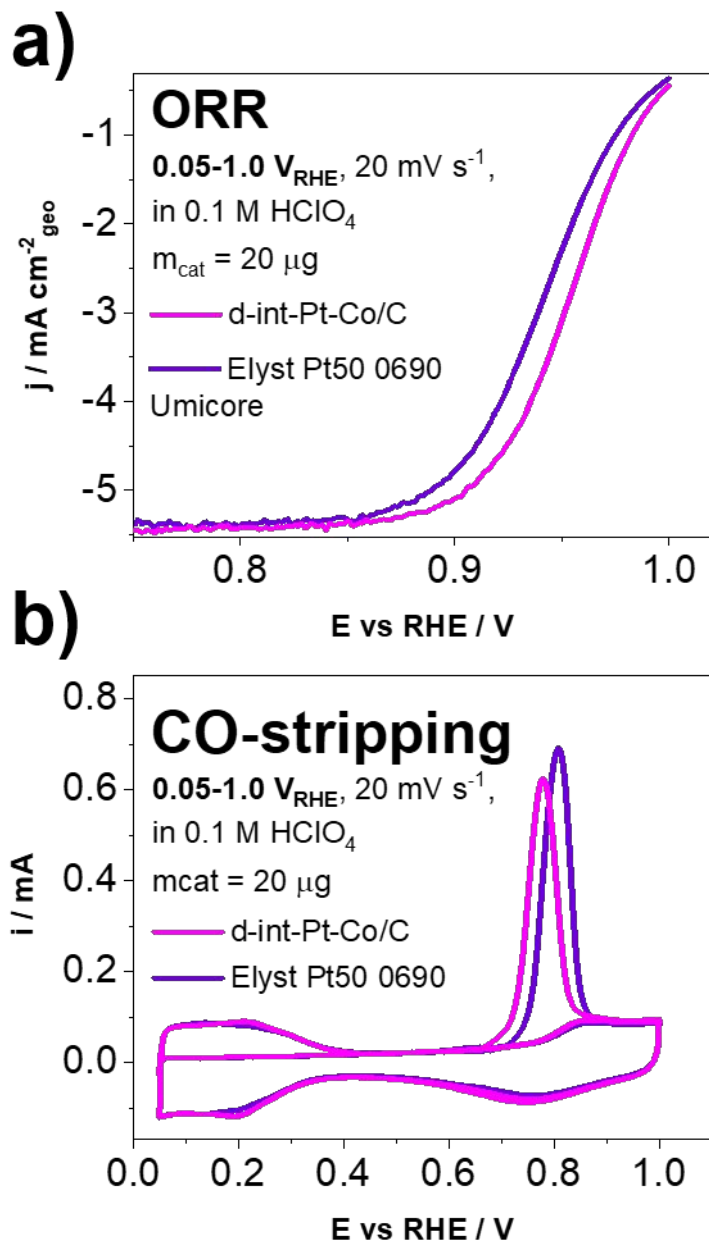 a)
ORR
0.05-1.0 V_RHE, 20 mV s⁻¹,
in 0.1 M HClO₄
m_cat = 20 μg
d-int-Pt-Co/C
Elyst Pt50 0690
Umicore
-1
-2
-3
-4
-5
j / mA cm⁻²_geo
0.8 0.9 1.0
E vs RHE / V
b)
CO-stripping
0.05-1.0 V_RHE, 20 mV s⁻¹,
in 0.1 M HClO₄
mcat = 20 μg
d-int-Pt-Co/C
Elyst Pt50 0690
0.8
0.6
0.4
0.2
0.0
i / mA
0.0 0.2 0.4 0.6 0.8 1.0
E vs RHE / V